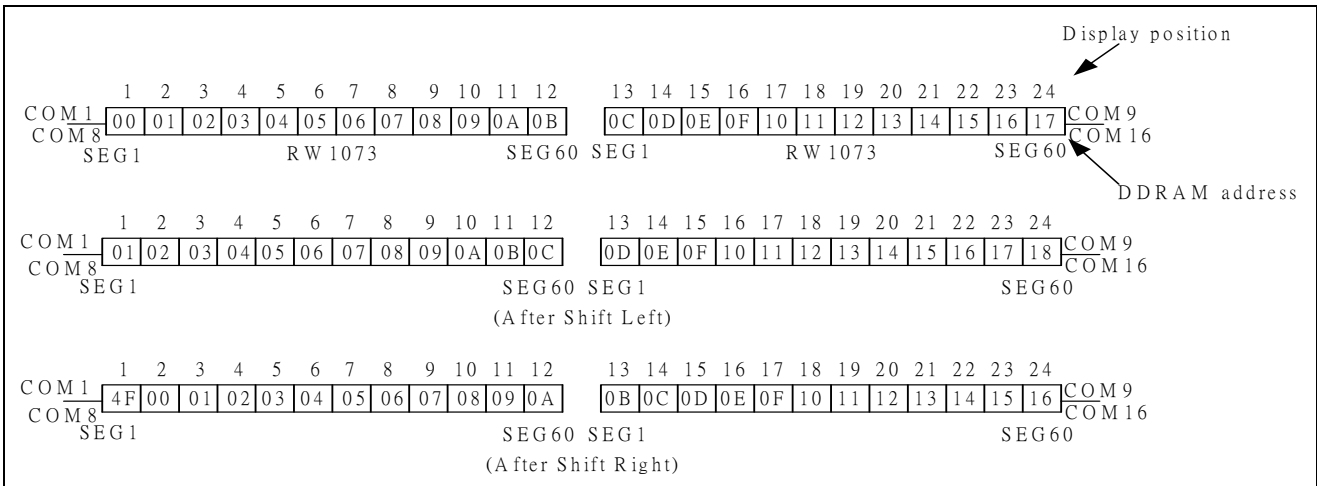 Display position
1 2 3 4 5 6 7 8 9 10 11 12 13 14 15 16 17 18 19 20 21 22 23 24
COM1 00 01 02 03 04 05 06 07 08 09 0A 0B 0C 0D 0E 0F 10 11 12 13 14 15 16 17 COM9
COM8 COM16
SEG1 RW1073 SEG60 SEG1 RW1073 SEG60
DDRAM address
1 2 3 4 5 6 7 8 9 10 11 12 13 14 15 16 17 18 19 20 21 22 23 24
COM1 01 02 03 04 05 06 07 08 09 0A 0B 0C 0D 0E 0F 10 11 12 13 14 15 16 17 18 COM9
COM8 COM16
SEG1 SEG60 SEG1 SEG60
(After Shift Left)
1 2 3 4 5 6 7 8 9 10 11 12 13 14 15 16 17 18 19 20 21 22 23 24
COM1 4F 00 01 02 03 04 05 06 07 08 09 0A 0B 0C 0D 0E 0F 10 11 12 13 14 15 16 COM9
COM8 COM16
SEG1 SEG60 SEG1 SEG60
(After Shift Right)